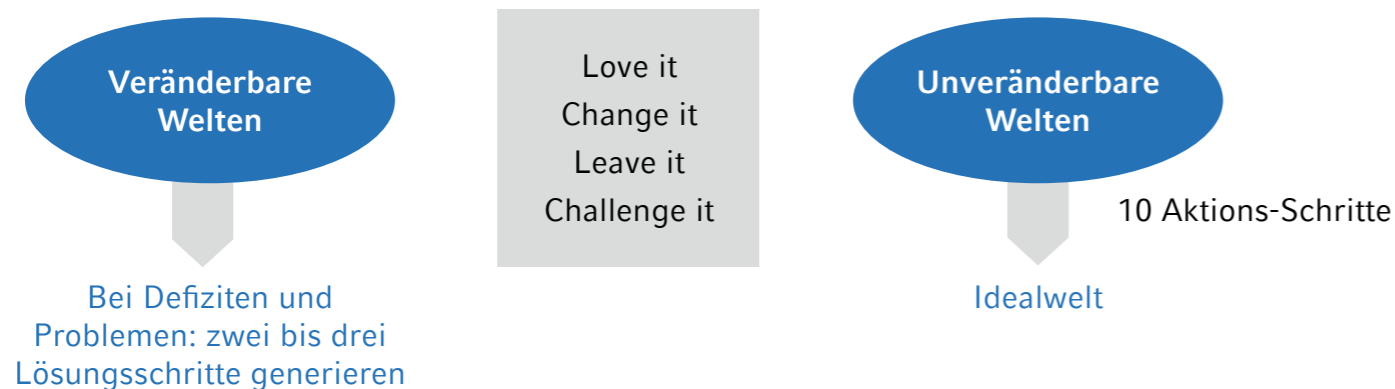 Veränderbare
Welten
Love it
Change it
Leave it
Challenge it
Unveränderbare
Welten
10 Aktions-Schritte
Bei Defiziten und
Problemen: zwei bis drei
Lösungsschritte generieren
Idealwelt